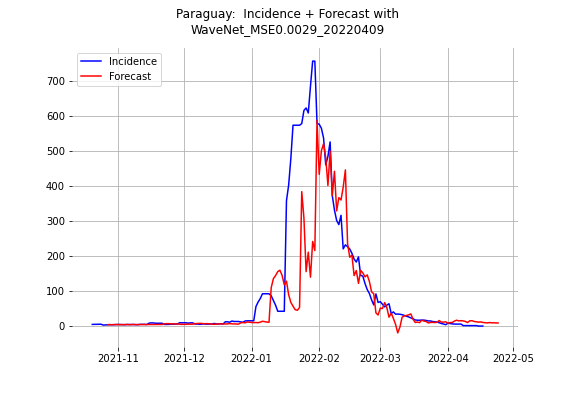 Paraguay:  Incidence + Forecast with
WaveNet_MSE0.0029_20220409
Incidence
Forecast
700
600
500
400
300
200
100
0
2021-11 2021-12 2022-01 2022-02 2022-03 2022-04 2022-05